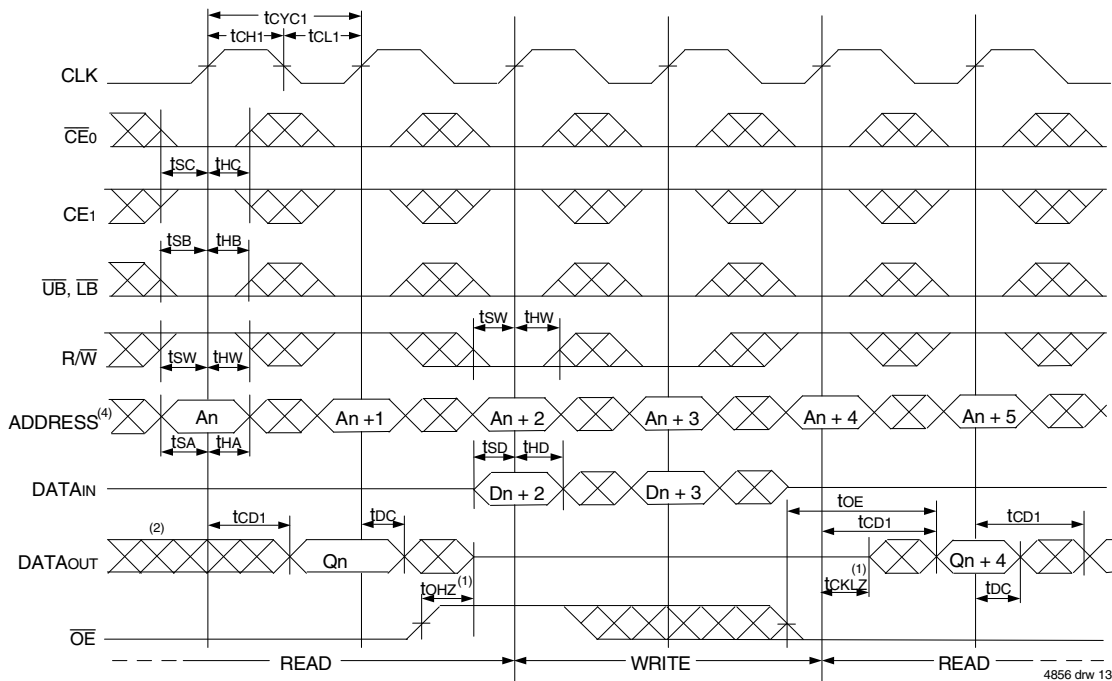 tCYC1
tCH1 tCL1
CLK
CE0
tSC tHC
CE1
tSB tHB
UB, LB
tSW tHW
R/W
tSW tHW
ADDRESS(4) An An + 1 An + 2 An + 3 An + 4 An + 5
tSA tHA tSD tHD
DATAIN Dn + 2 Dn + 3
tOE
(2) tCD1 tDC tCD1 tCD1
DATAOUT Qn Qn + 4
tOHZ(1) tCKLZ(1) tDC
OE
READ WRITE READ
4856 drw 13